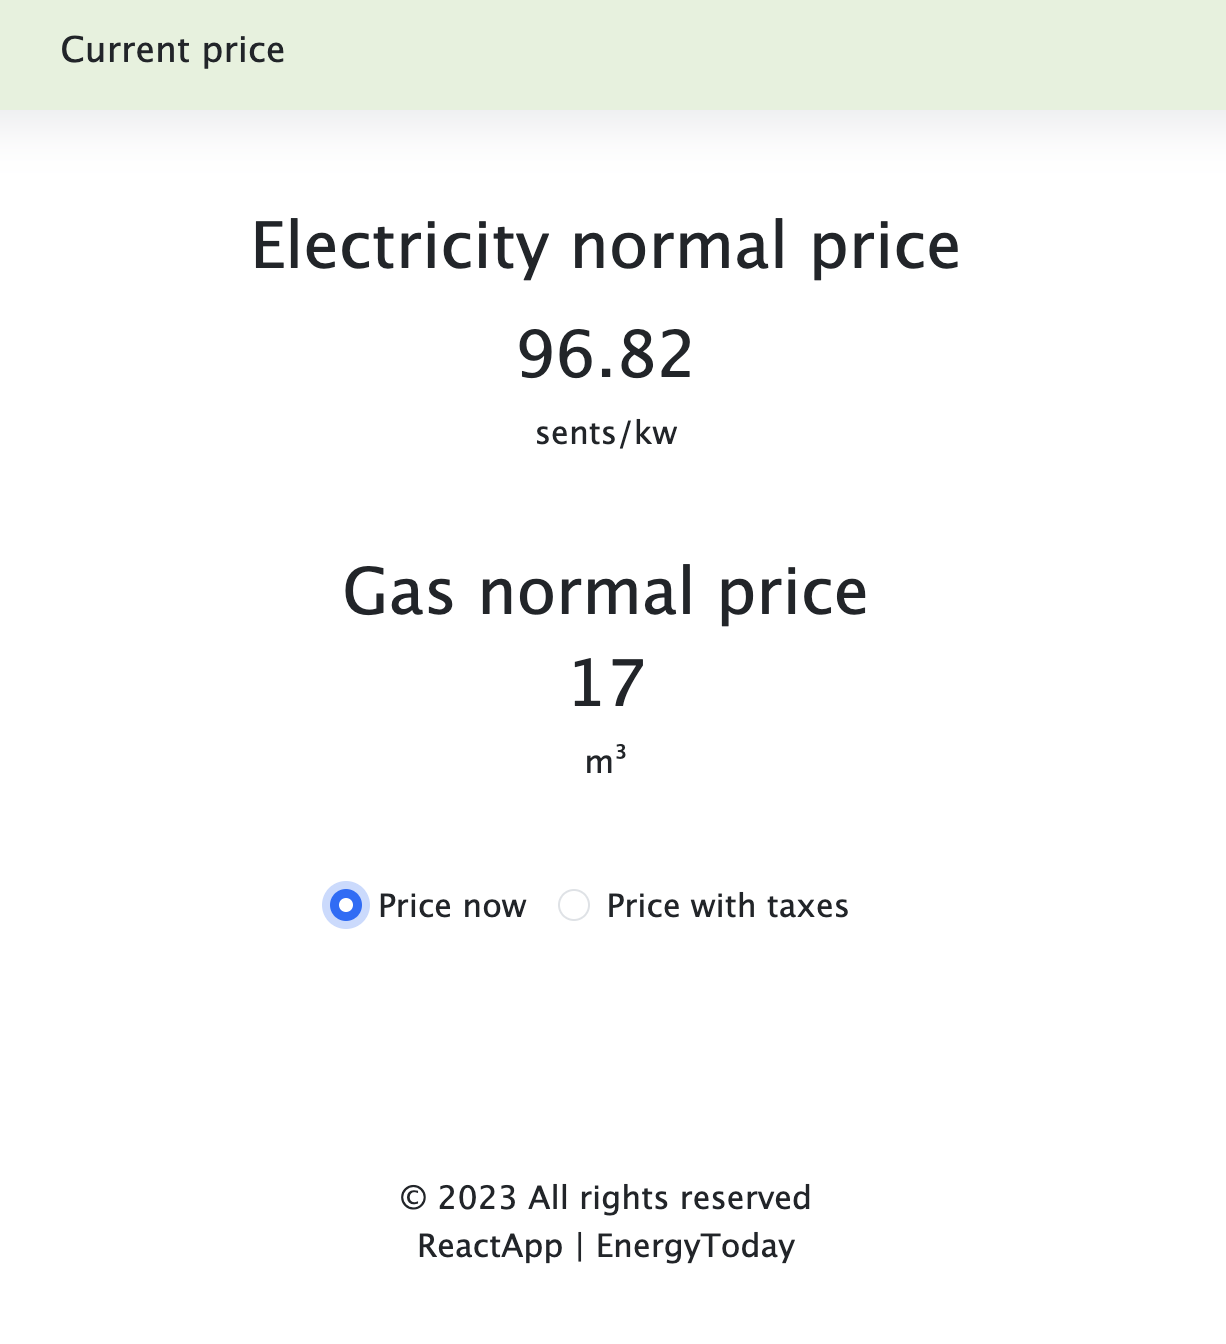 Current price
Electricity normal price
96.82
sents/kw
Gas normal price
17
m³
Price now Price with taxes
© 2023 All rights reserved
ReactApp | EnergyToday